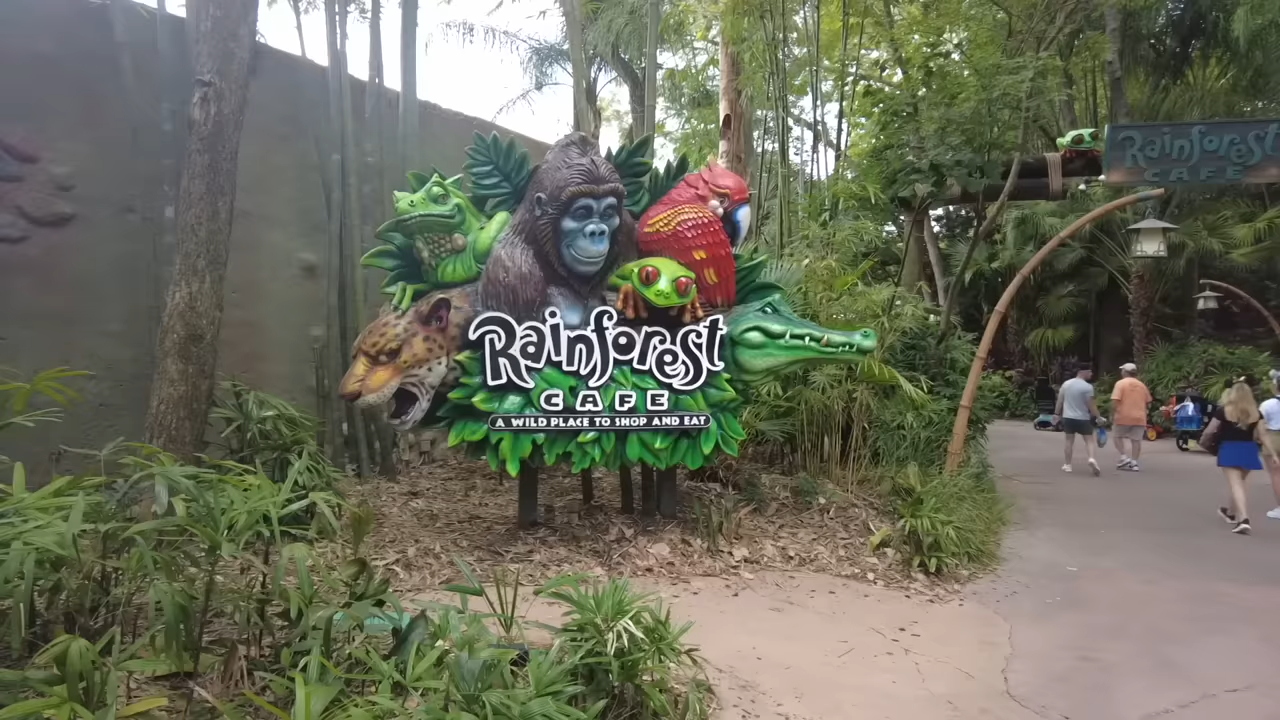 Rainforest
CAFE
A WILD PLACE TO SHOP AND EAT
Rainforest
CAFE